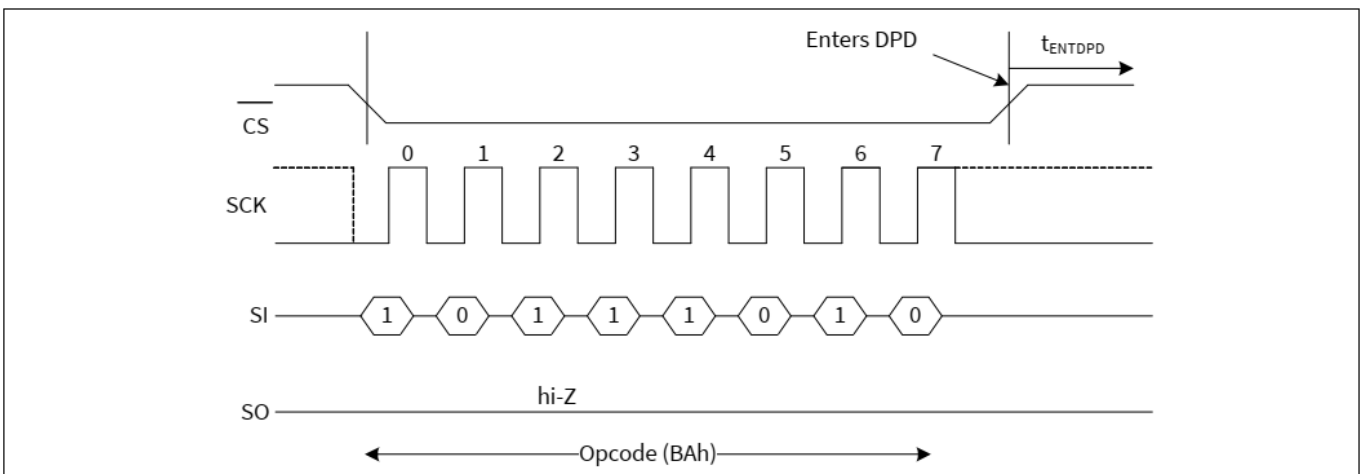 Enters DPD
tENTDPD
CS
0 1 2 3 4 5 6 7
SCK
SI 1 0 1 1 1 0 1 0
hi-Z
SO
Opcode (BAh)